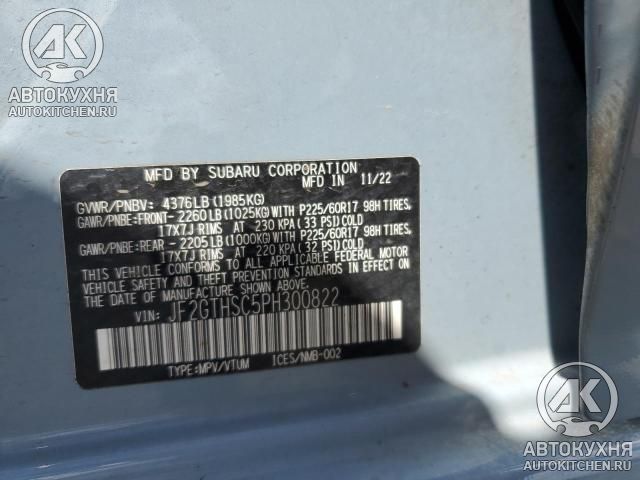 AK
АВТОКУХНЯ
AUTOKITCHEN.RU
MFD BY SUBARU CORPORATION
MFD IN 11/22
GVWR/PNBV: 4376LB(1985KG)
GAWR/PNBE:FRONT-2260LB(1025KG)WITH P225/60R17 98H TIRES,
17X7J RIMS AT 230 KPA(33 PSI)COLD
GAWR/PNBE:REAR -2205LB(1000KG)WITH P225/60R17 98H TIRES,
17X7J RIMS AT 220 KPA(32 PSI)COLD
THIS VEHICLE CONFORMS TO ALL APPLICABLE FEDERAL MOTOR
VEHICLE SAFETY AND THEFT PREVENTION STANDARDS IN
EFFECT ON THE DATE OF MANUFACTURE SHOWN ABOVE.
VIN: JF2GTHSC5PH300822
TYPE:MPV/VTUM ICES/NMB-002
AK
АВТОКУХНЯ
AUTOKITCHEN.RU